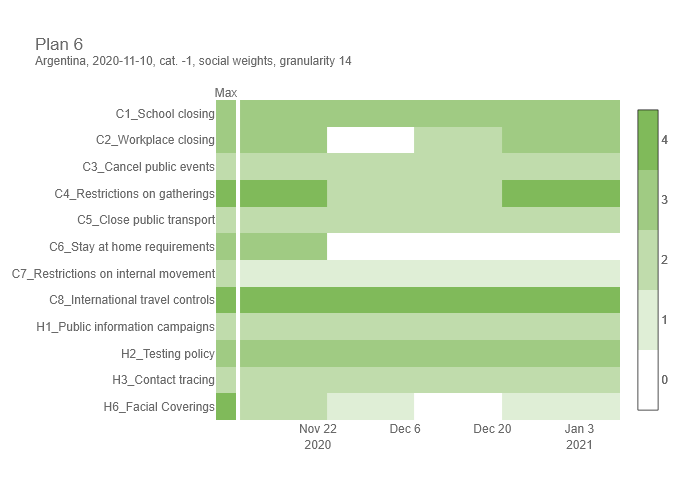 Plan 6
Argentina, 2020-11-10, cat. -1, social weights, granularity 14
Max
C1_School closing
C2_Workplace closing
C3_Cancel public events
C4_Restrictions on gatherings
C5_Close public transport
C6_Stay at home requirements
C7_Restrictions on internal movement
C8_International travel controls
H1_Public information campaigns
H2_Testing policy
H3_Contact tracing
H6_Facial Coverings
4
3
2
1
0
Nov 22 Dec 6 Dec 20 Jan 3
2020 2021